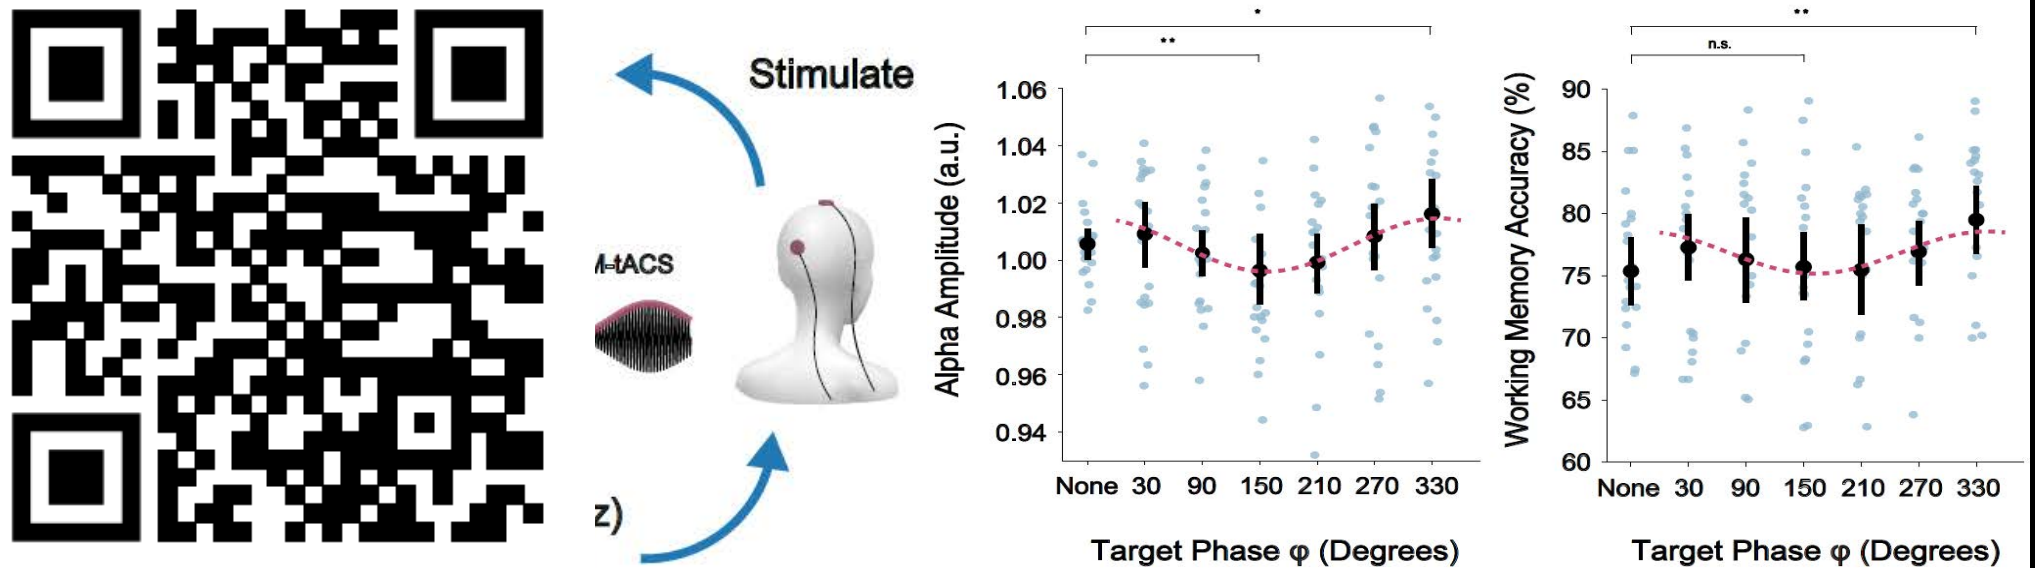 Stimulate
M-tACS
z)
Alpha Amplitude (a.u.)
*
**
1.06
1.04
1.02
1.00
0.98
0.96
0.94
None 30 90 150 210 270 330
Target Phase φ (Degrees)
Working Memory Accuracy (%)
**
n.s.
90
85
80
75
70
65
60
None 30 90 150 210 270 330
Target Phase φ (Degrees)